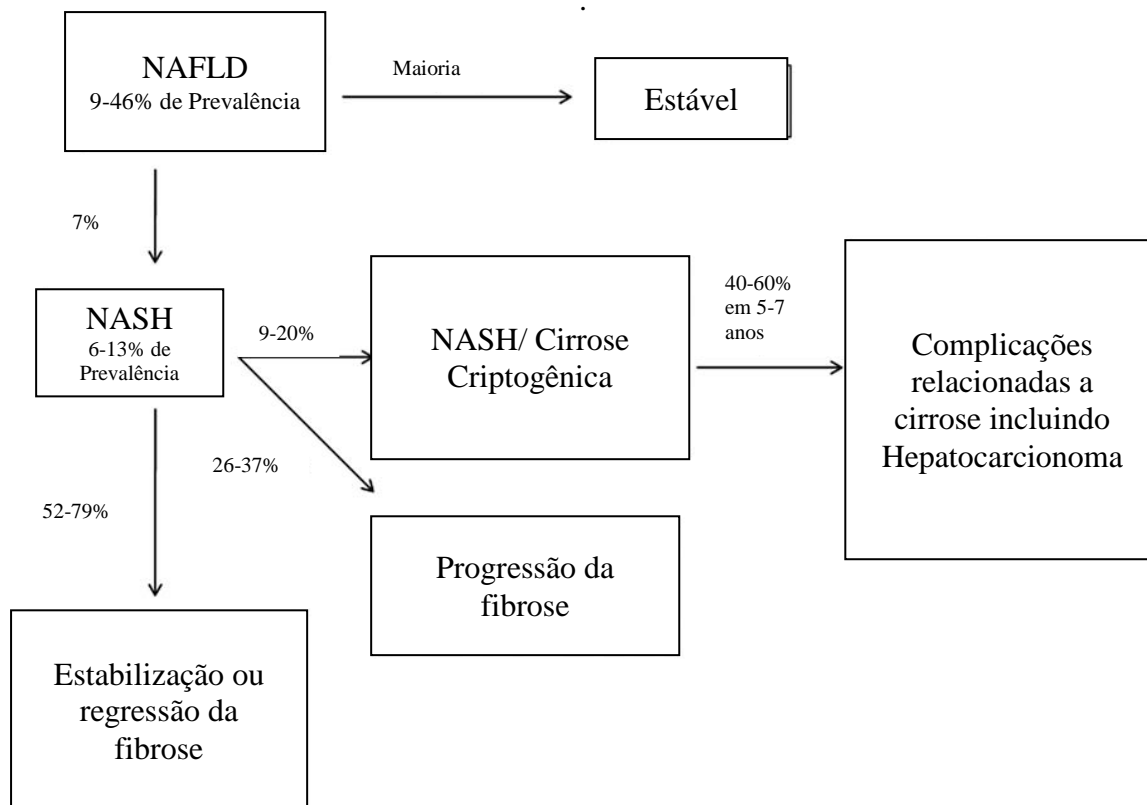 .
NAFLD
9-46% de Prevalência
Maioria
Estável
7%
NASH
6-13% de
Prevalência
9-20%
NASH/ Cirrose
Criptogênica
40-60%
em 5-7
anos
Complicações
relacionadas a
cirrose incluindo
Hepatocarcionoma
26-37%
52-79%
Progressão da
fibrose
Estabilização ou
regressão da
fibrose